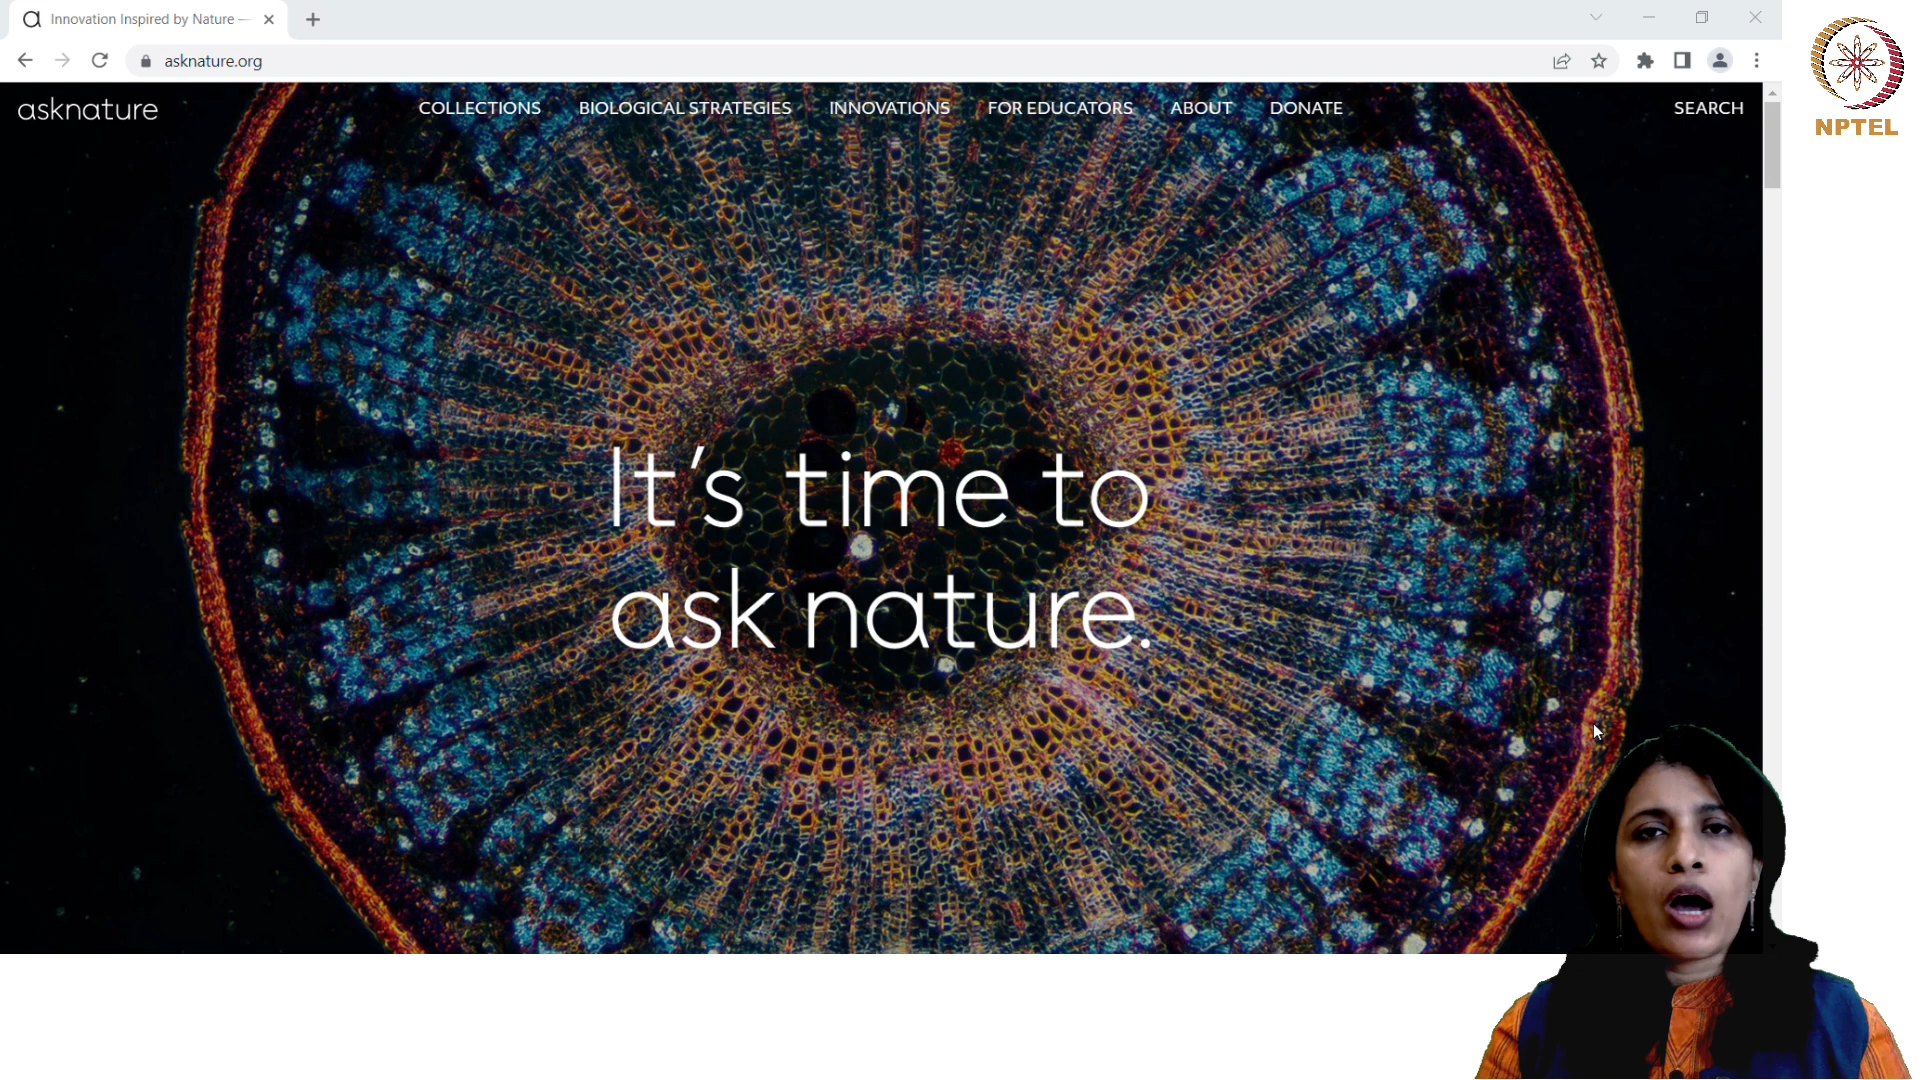 Innovation Inspired by Nature —
asknature.org
asknature
COLLECTIONS BIOLOGICAL STRATEGIES INNOVATIONS FOR EDUCATORS ABOUT DONATE SEARCH
NPTEL
It's time to
ask nature.